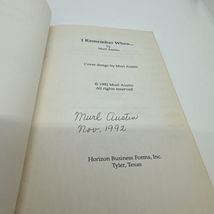 I Remember When...
by
Murl Austin
Cover design by Murl Austin
© 1992 Murl Austin
All rights reserved
Murl Austin
Nov. 1992
Horizon Business Forms, Inc.
Tyler, Texas